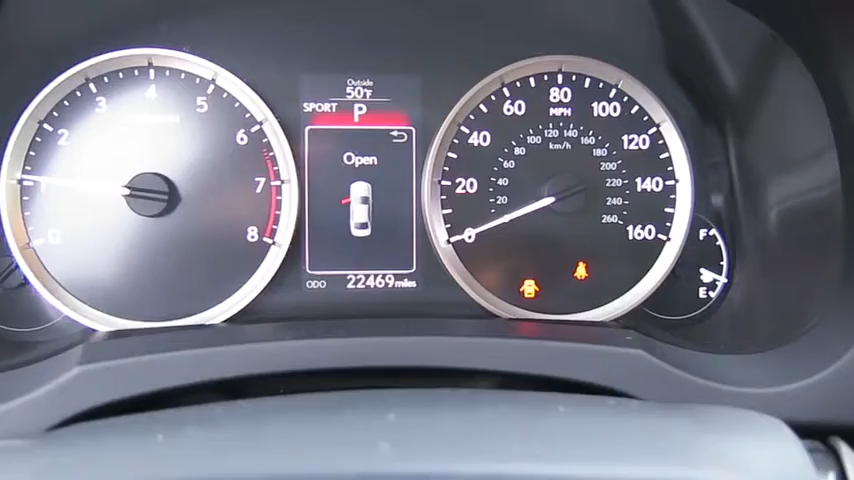 0 1 2 3 4 5 6 7 8
Outside
50°F
SPORT P
Open
ODO 22469 miles
0 20 40 60 80 100 120 140 160
MPH
20 40 60 80 100 120 140 160 180 200 220 240 260
km/h
F
E